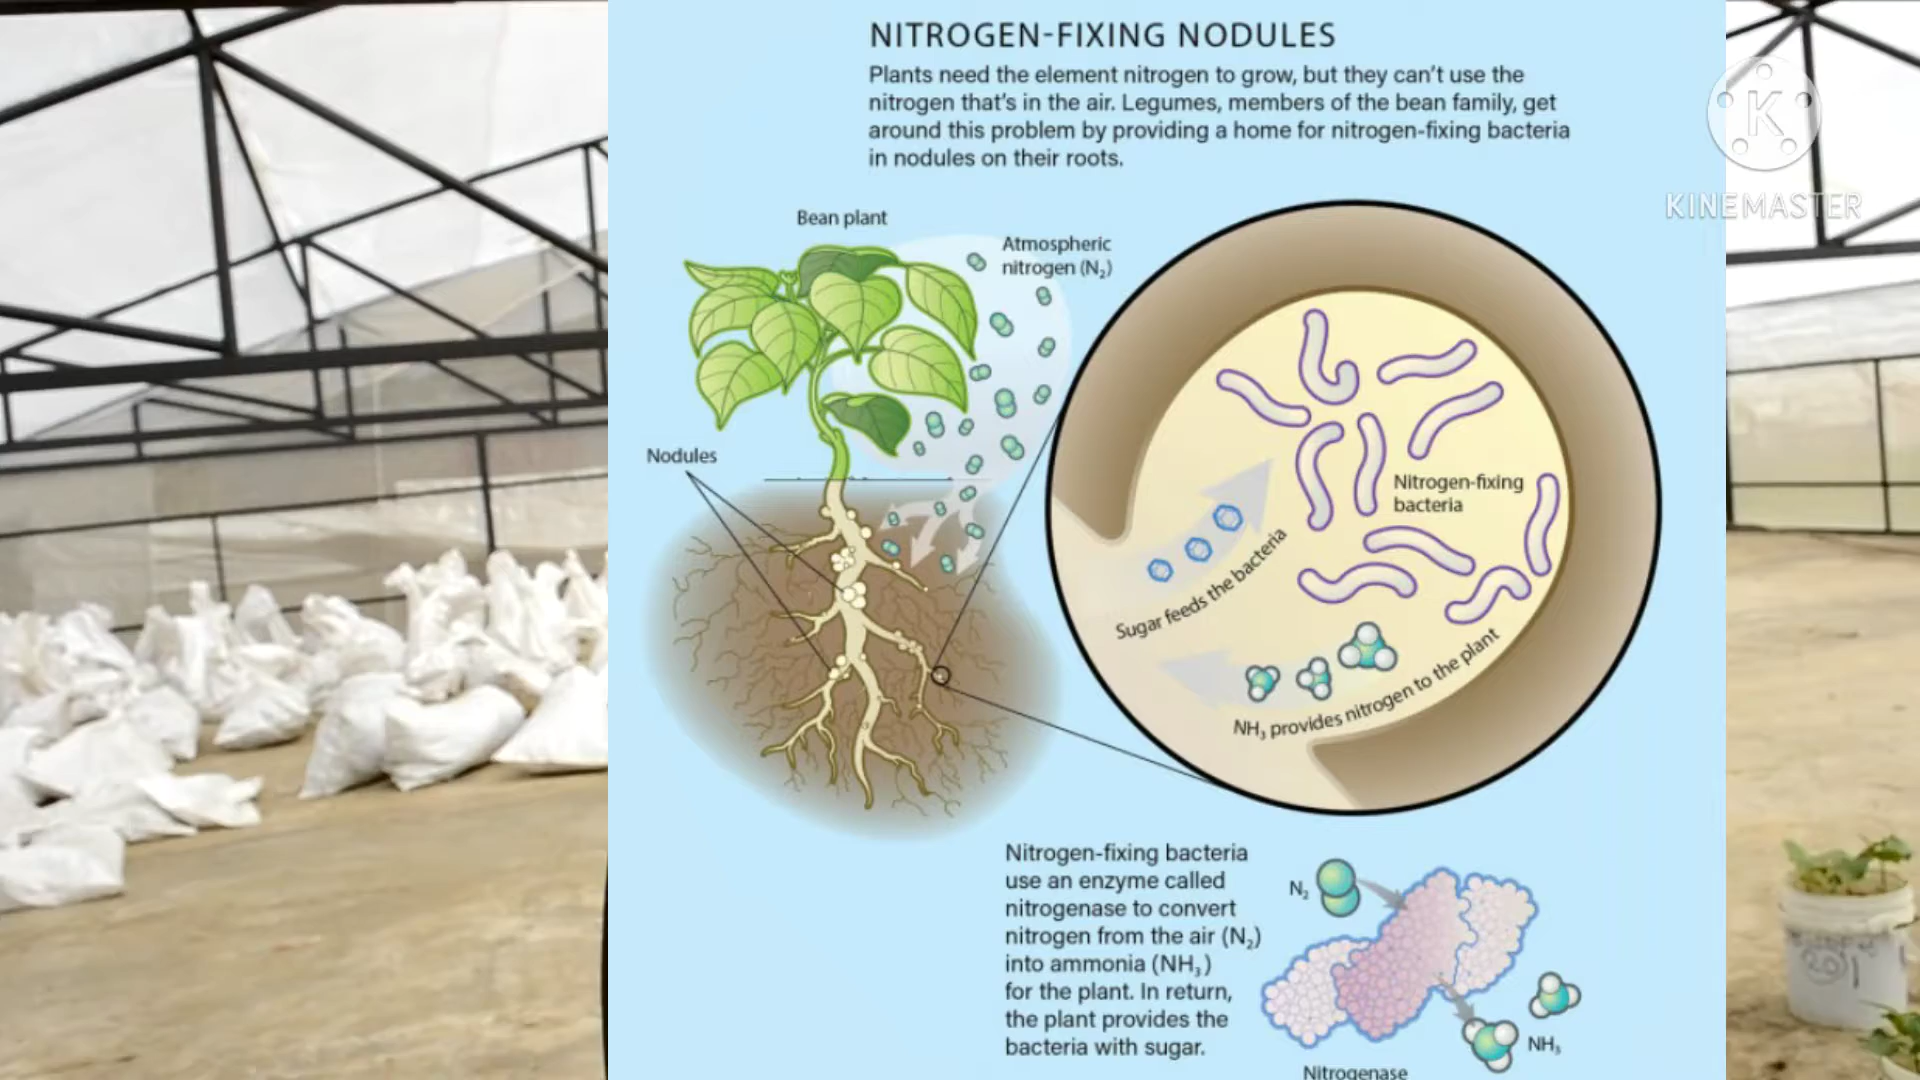 NITROGEN-FIXING NODULES
Plants need the element nitrogen to grow, but they can't use the
nitrogen that's in the air. Legumes, members of the bean family, get
around this problem by providing a home for nitrogen-fixing bacteria
in nodules on their roots.
K
KINEMASTER
Bean plant
Atmospheric
nitrogen (N₂)
Nodules
Nitrogen-fixing
bacteria
Sugar feeds the bacteria
NH₃ provides nitrogen to the plant
Nitrogen-fixing bacteria
use an enzyme called
nitrogenase to convert
nitrogen from the air (N₂)
into ammonia (NH₃)
for the plant. In return,
the plant provides the
bacteria with sugar.
N₂
NH₃
Nitrogenase